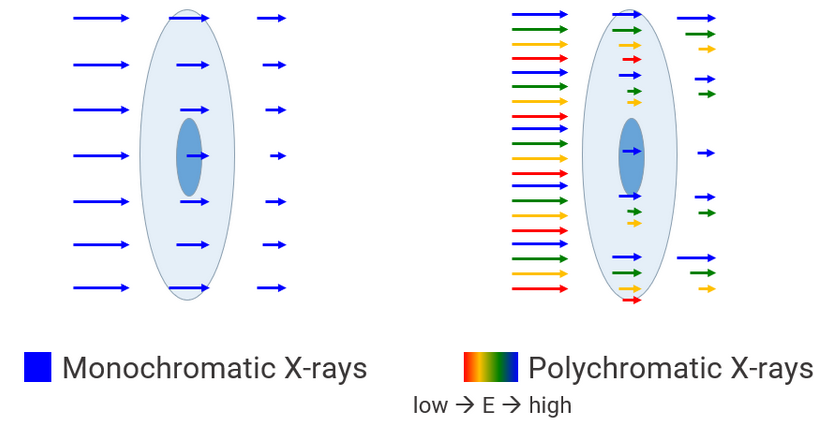 Monochromatic X-rays
Polychromatic X-rays
low → E → high